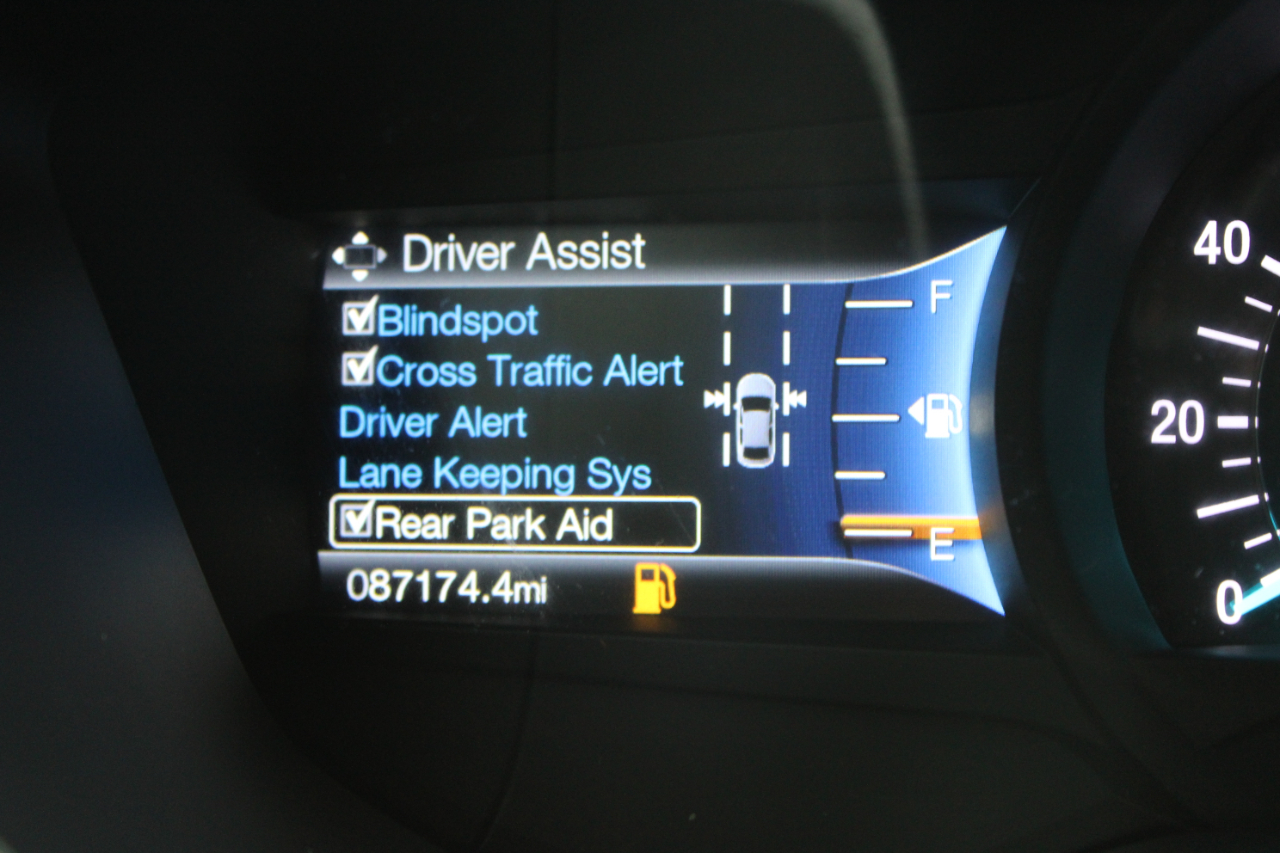 Driver Assist
Blindspot
Cross Traffic Alert
Driver Alert
Lane Keeping Sys
Rear Park Aid
087174.4mi
F
E
40
20
0